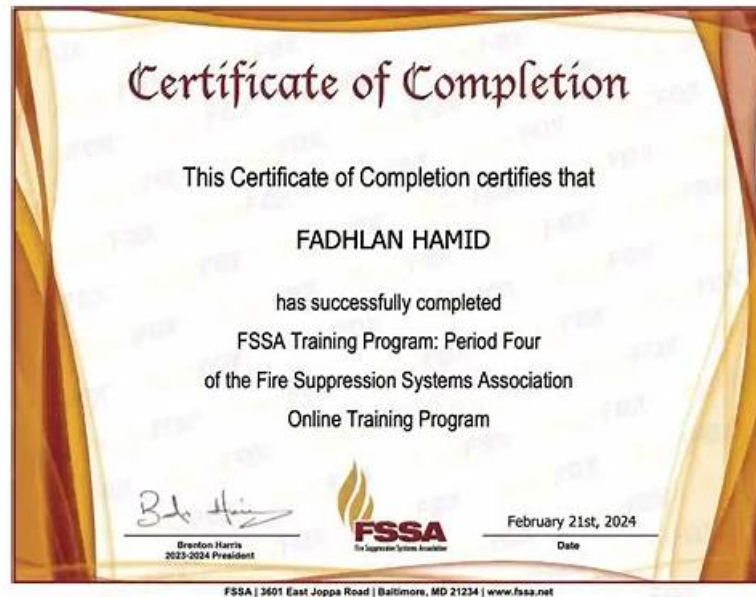 Certificate of Completion
This Certificate of Completion certifies that
FADHLAN HAMID
has successfully completed
FSSA Training Program: Period Four
of the Fire Suppression Systems Association
Online Training Program
FSSA
Fire Suppression Systems Association
Brenton Harris
2023-2024 President
February 21st, 2024
Date
FSSA | 3601 East Joppa Road | Baltimore, MD 21234 | www.fssa.net